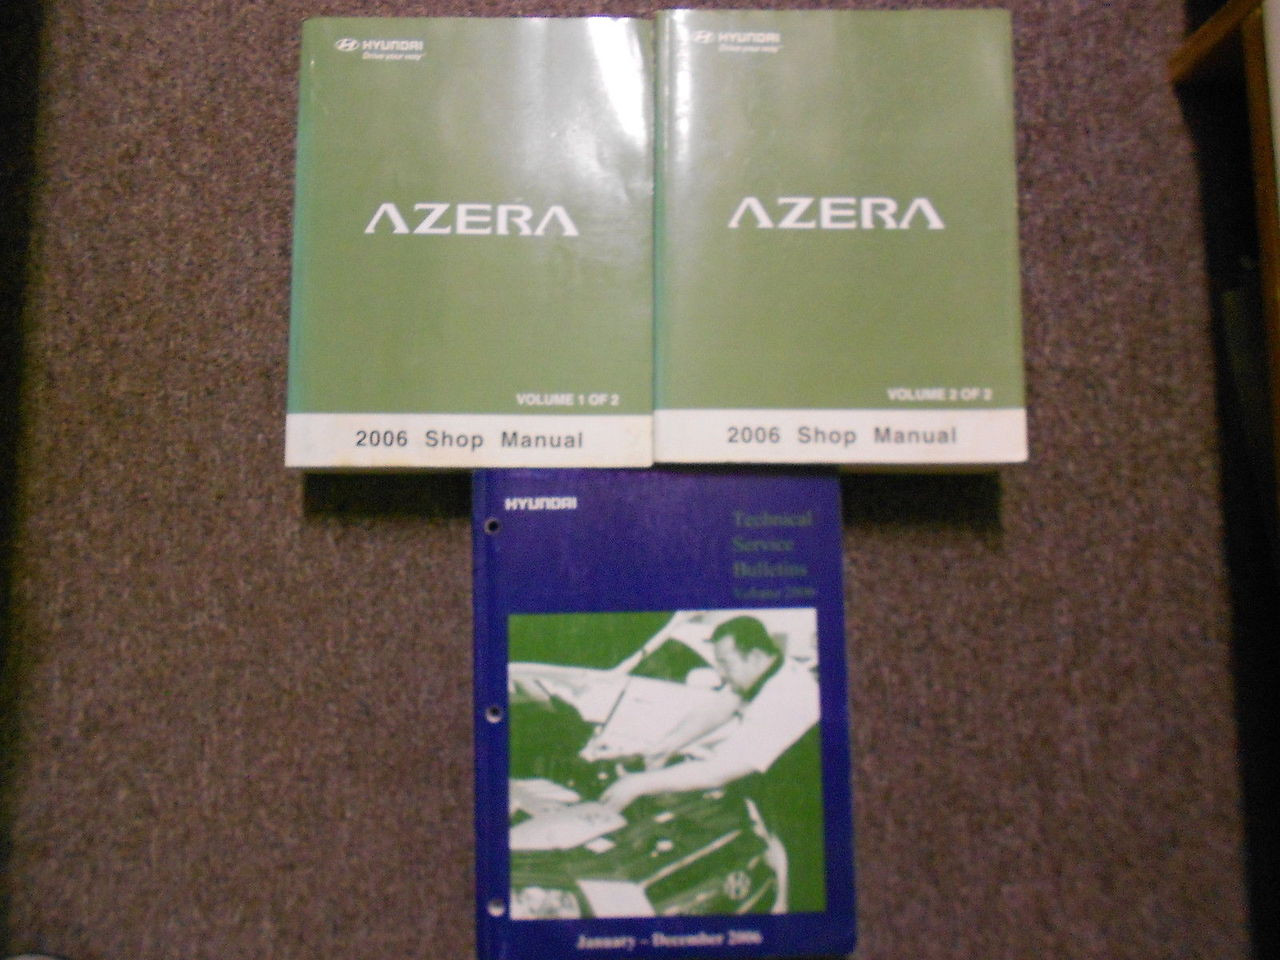 HYUNDAI
Drive your way
AZERA
VOLUME 1 OF 2
2006 Shop Manual
HYUNDAI
Drive your way
AZERA
VOLUME 2 OF 2
2006 Shop Manual
HYUNDAI
Technical
Service
Bulletins
Volume 2006
January - December 2006